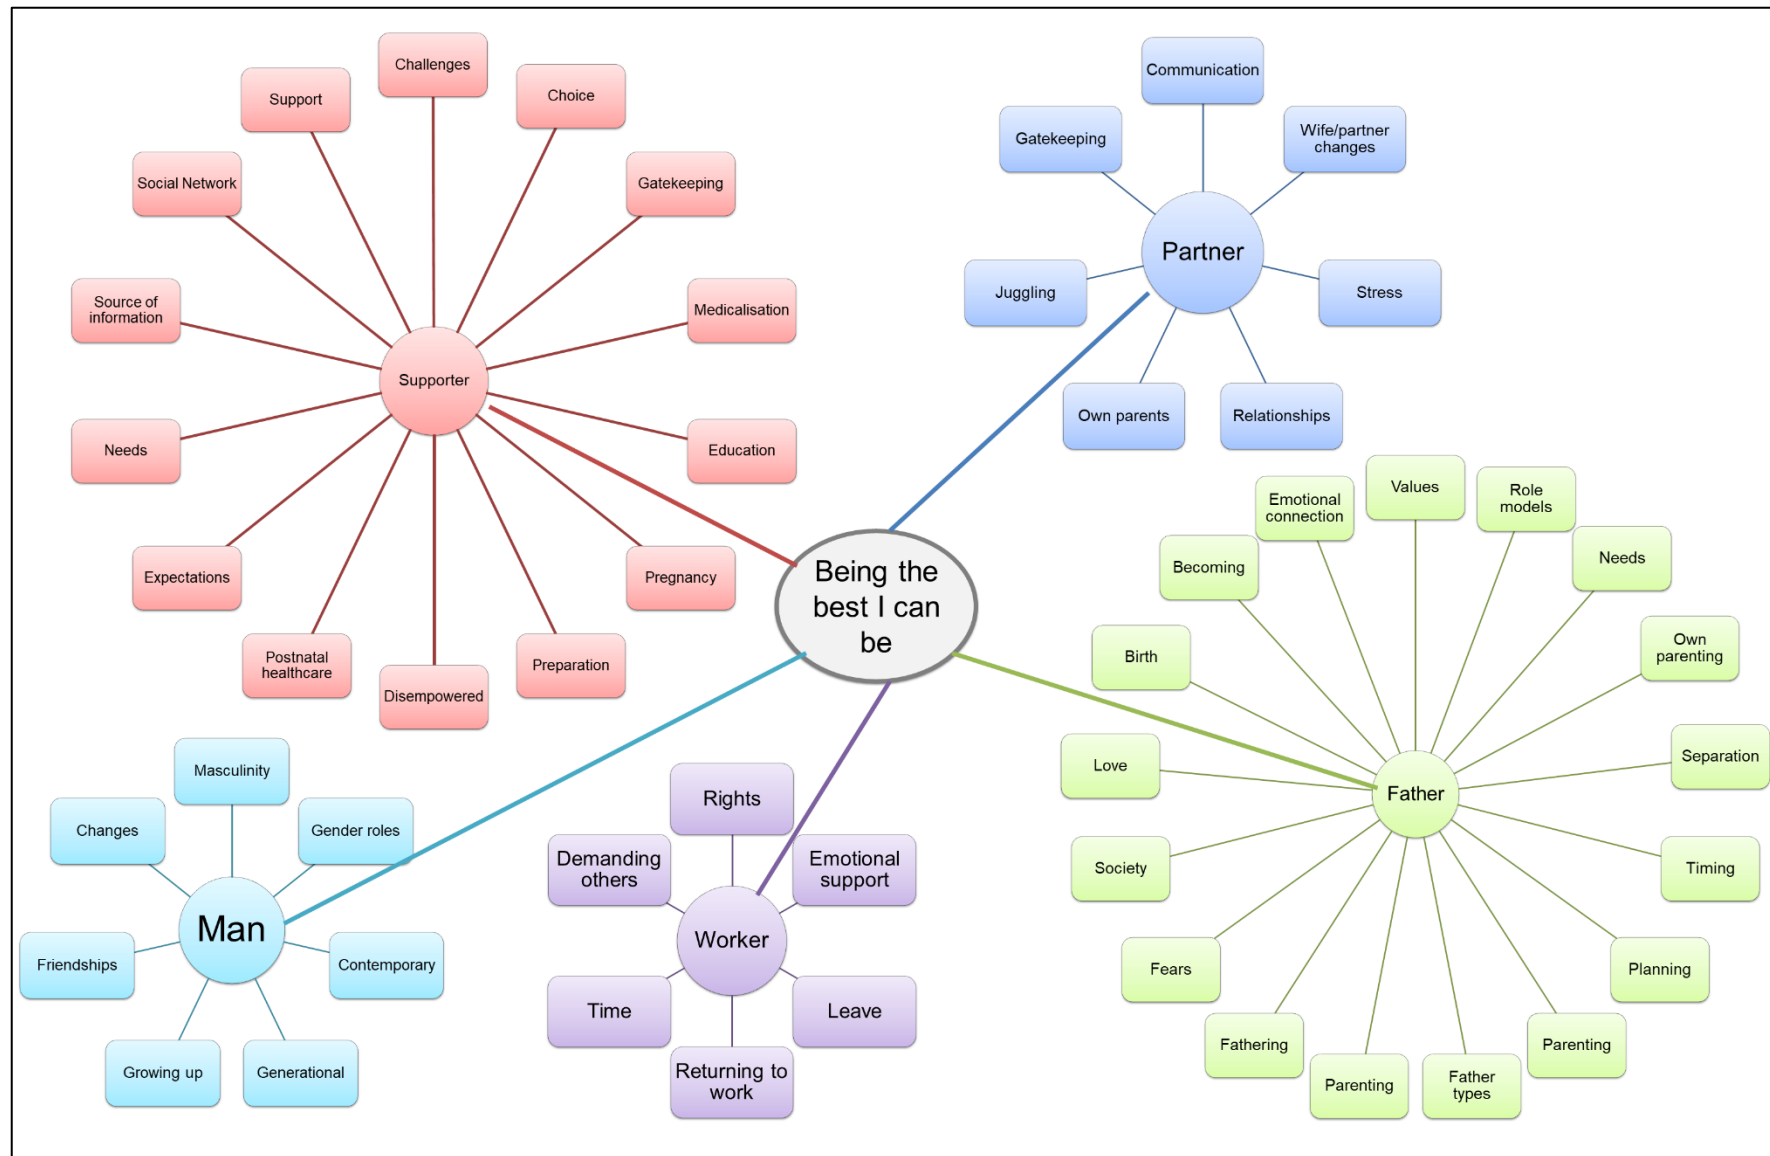 Challenges
Support
Choice
Social Network
Gatekeeping
Source of
information
Medicalisation
Supporter
Needs
Education
Expectations
Pregnancy
Postnatal
healthcare
Preparation
Disempowered
Communication
Gatekeeping
Wife/partner
changes
Partner
Juggling
Stress
Own parents
Relationships
Being the
best I can
be
Values
Emotional
connection
Role
models
Becoming
Needs
Birth
Own
parenting
Love
Separation
Father
Society
Timing
Fears
Planning
Fathering
Parenting
Parenting
Father
types
Masculinity
Changes
Gender roles
Man
Friendships
Contemporary
Growing up
Generational
Rights
Demanding
others
Emotional
support
Worker
Time
Leave
Returning to
work